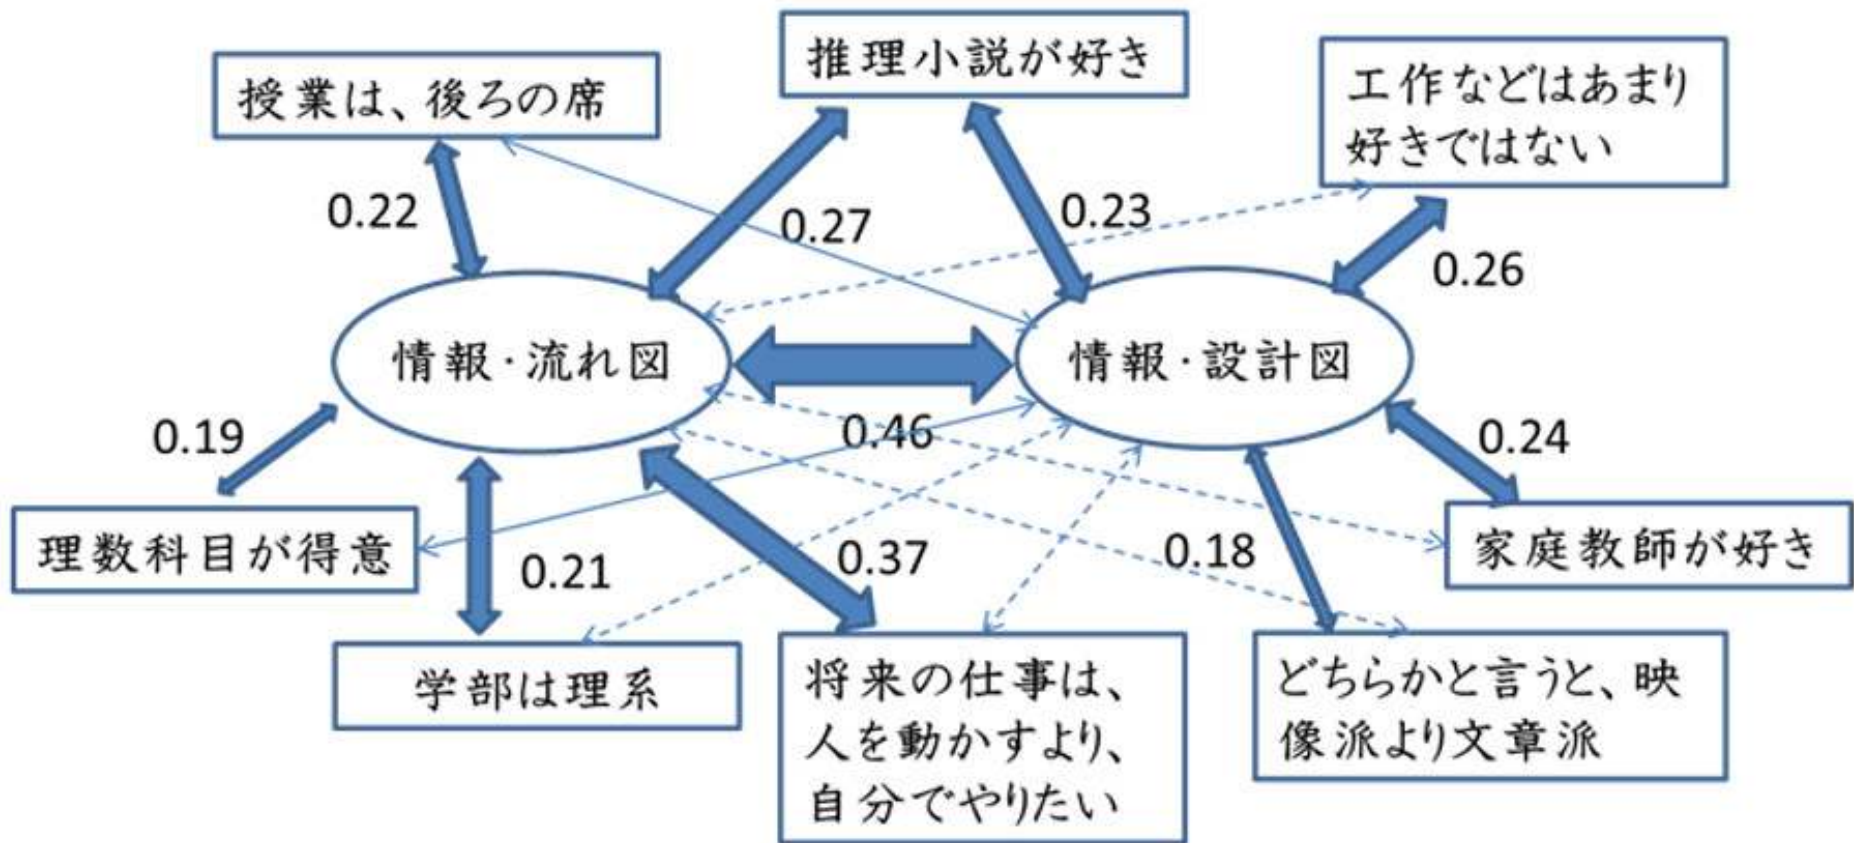 推理小説が好き
授業は、後ろの席
工作などはあまり
好きではない
0.22
0.27
0.23
0.26
情報・流れ図
情報・設計図
0.46
0.19
0.24
理数科目が得意
0.21
0.37
0.18
家庭教師が好き
学部は理系
将来の仕事は、
人を動かすより、
自分でやりたい
どちらかと言うと、映
像派より文章派